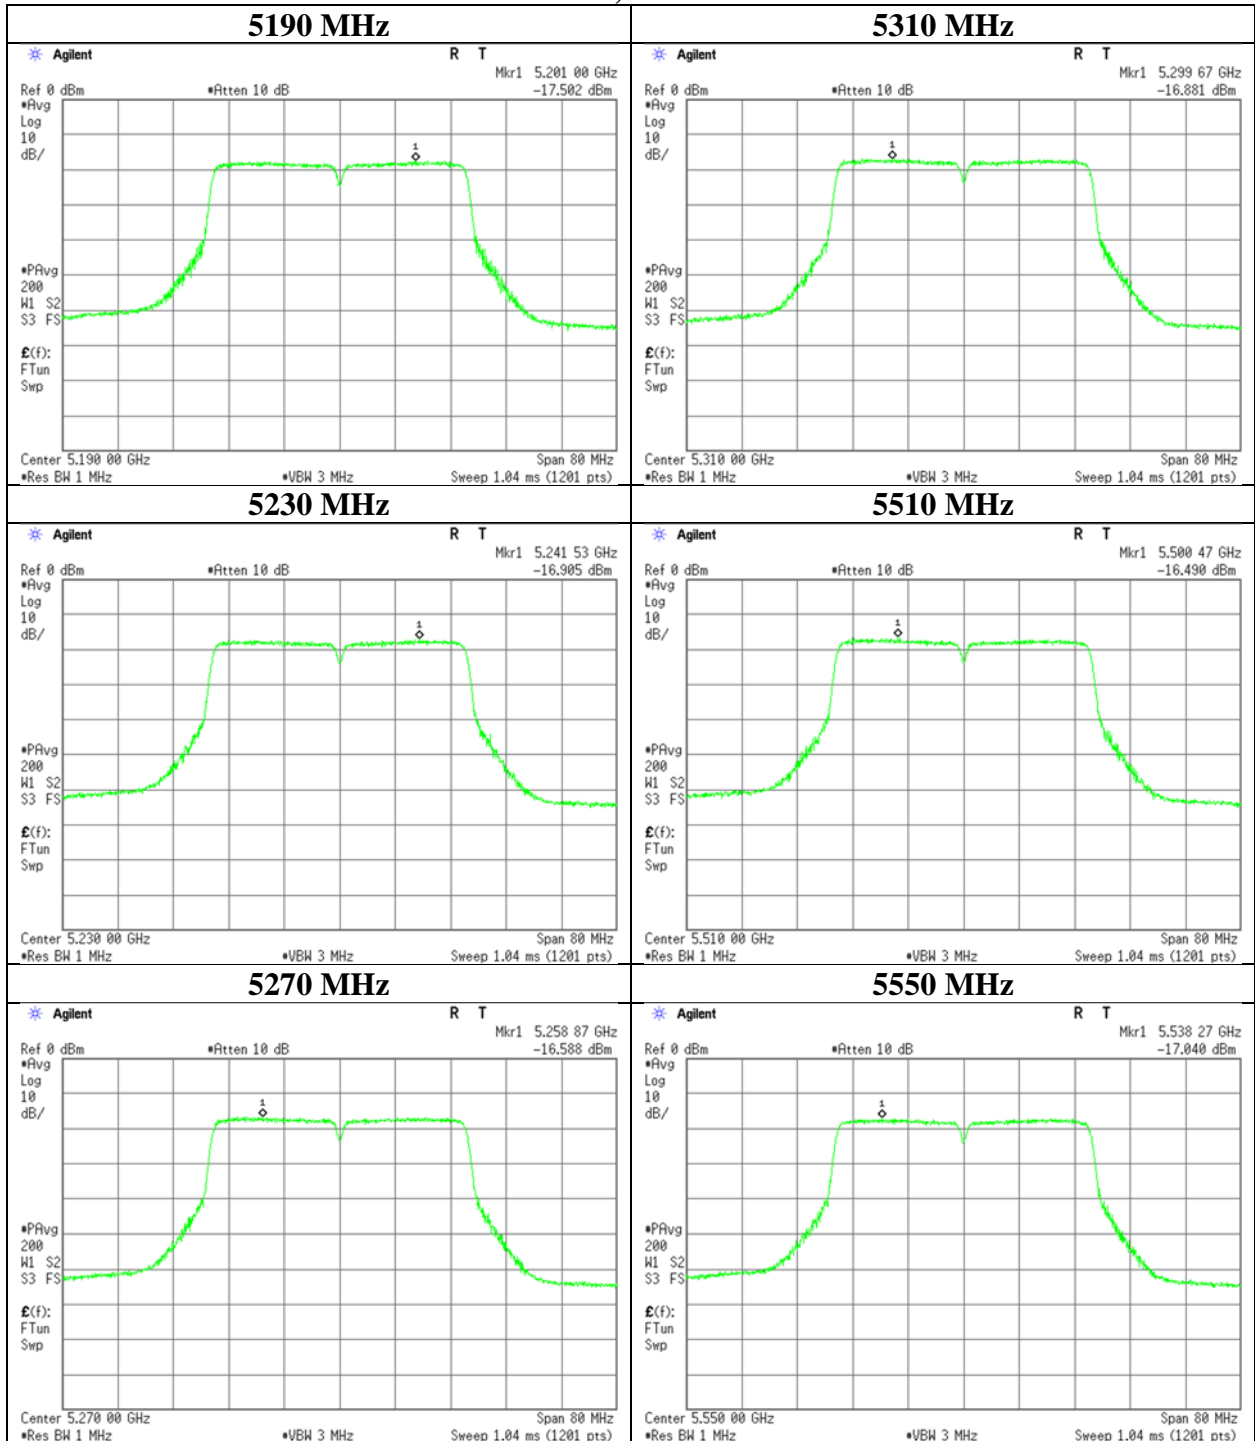 5190 MHz
Agilent R T
Mkr1 5.201 00 GHz
Ref 0 dBm #Atten 10 dB -17.502 dBm
#Avg
Log
10
dB/
1
#PAvg
200
W1 S2
S3 FS
£(f):
FTun
Swp
Center 5.190 00 GHz Span 80 MHz
#Res BW 1 MHz #VBW 3 MHz Sweep 1.04 ms (1201 pts)
5310 MHz
Agilent R T
Mkr1 5.299 67 GHz
Ref 0 dBm #Atten 10 dB -16.881 dBm
#Avg
Log
10
dB/
1
#PAvg
200
W1 S2
S3 FS
£(f):
FTun
Swp
Center 5.310 00 GHz Span 80 MHz
#Res BW 1 MHz #VBW 3 MHz Sweep 1.04 ms (1201 pts)
5230 MHz
Agilent R T
Mkr1 5.241 53 GHz
Ref 0 dBm #Atten 10 dB -16.905 dBm
#Avg
Log
10
dB/
1
#PAvg
200
W1 S2
S3 FS
£(f):
FTun
Swp
Center 5.230 00 GHz Span 80 MHz
#Res BW 1 MHz #VBW 3 MHz Sweep 1.04 ms (1201 pts)
5510 MHz
Agilent R T
Mkr1 5.500 47 GHz
Ref 0 dBm #Atten 10 dB -16.490 dBm
#Avg
Log
10
dB/
1
#PAvg
200
W1 S2
S3 FS
£(f):
FTun
Swp
Center 5.510 00 GHz Span 80 MHz
#Res BW 1 MHz #VBW 3 MHz Sweep 1.04 ms (1201 pts)
5270 MHz
Agilent R T
Mkr1 5.258 87 GHz
Ref 0 dBm #Atten 10 dB -16.588 dBm
#Avg
Log
10
dB/
1
#PAvg
200
W1 S2
S3 FS
£(f):
FTun
Swp
Center 5.270 00 GHz Span 80 MHz
#Res BW 1 MHz #VBW 3 MHz Sweep 1.04 ms (1201 pts)
5550 MHz
Agilent R T
Mkr1 5.538 27 GHz
Ref 0 dBm #Atten 10 dB -17.040 dBm
#Avg
Log
10
dB/
1
#PAvg
200
W1 S2
S3 FS
£(f):
FTun
Swp
Center 5.550 00 GHz Span 80 MHz
#Res BW 1 MHz #VBW 3 MHz Sweep 1.04 ms (1201 pts)